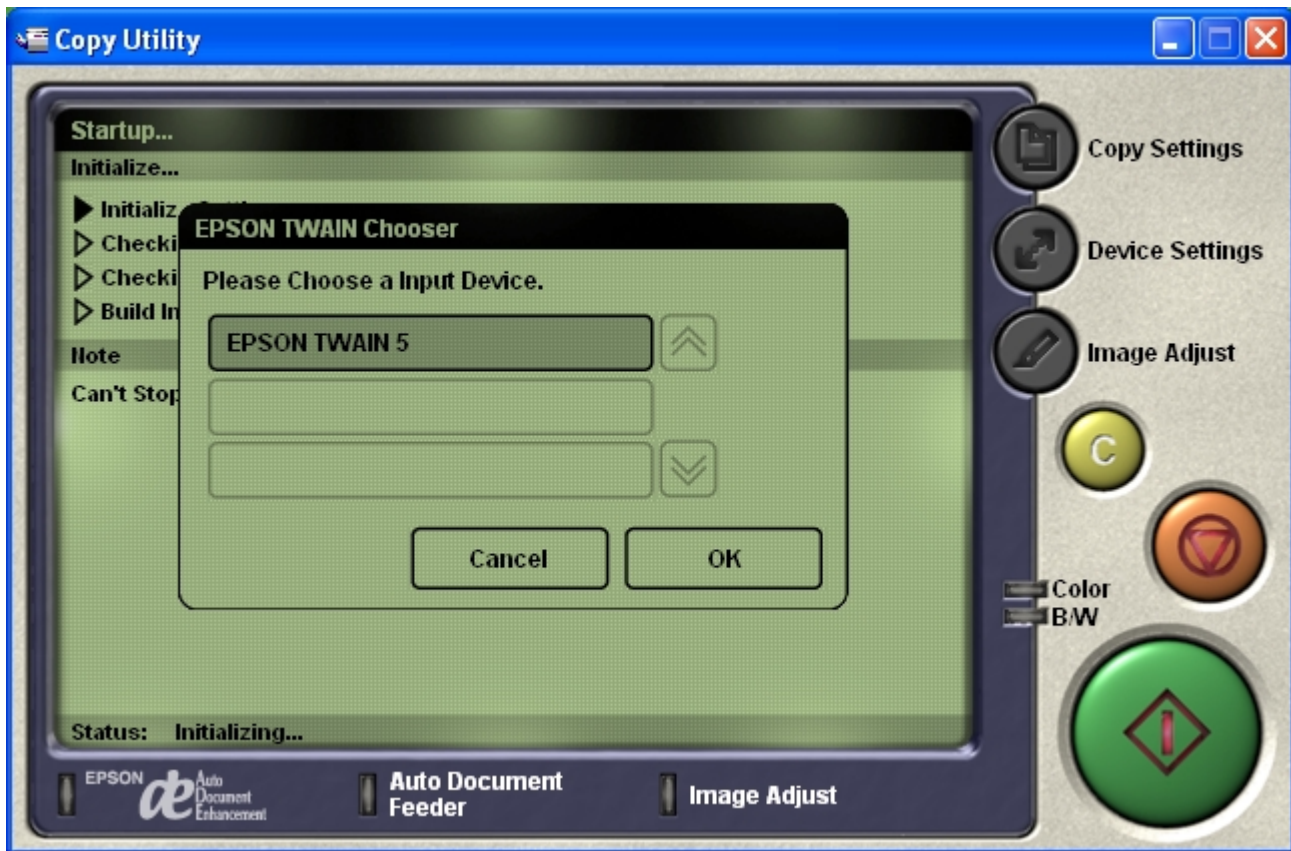 Copy Utility
Startup...
Initialize...
Initializ
Checki
Checki
Build In
Note
Can't Stop
EPSON TWAIN Chooser
Please Choose a Input Device.
EPSON TWAIN 5
Cancel
OK
Status: Initializing...
EPSON
Auto
Document
Enhancement
Auto Document
Feeder
Image Adjust
Copy Settings
Device Settings
Image Adjust
C
Color
B/W